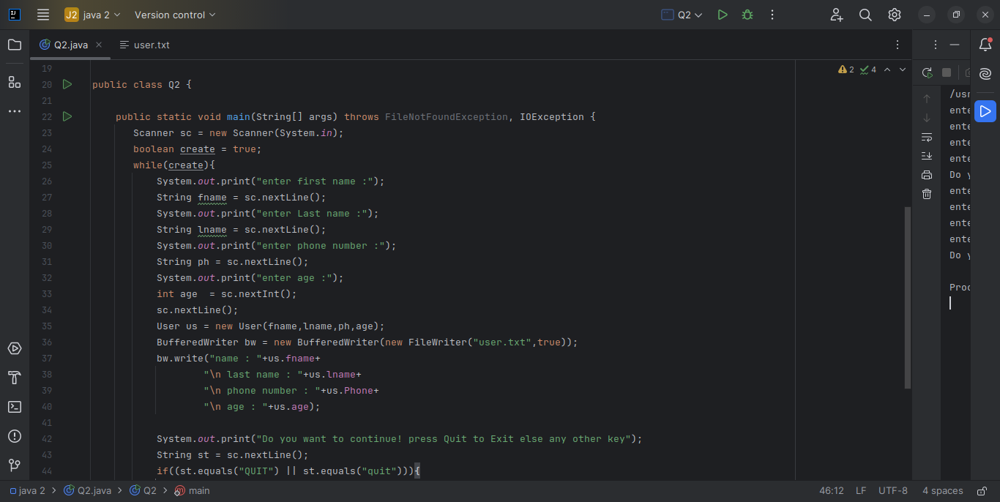 J2 java 2 Version control Q2
Q2.java user.txt
2 4
19
20 public class Q2 {
21
22 public static void main(String[] args) throws FileNotFoundException, IOException {
23 Scanner sc = new Scanner(System.in);
24 boolean create = true;
25 while(create){
26 System.out.print("enter first name :");
27 String fname = sc.nextLine();
28 System.out.print("enter Last name :");
29 String lname = sc.nextLine();
30 System.out.print("enter phone number :");
31 String ph = sc.nextLine();
32 System.out.print("enter age :");
33 int age  = sc.nextInt();
34 sc.nextLine();
35 User us = new User(fname,lname,ph,age);
36 BufferedWriter bw = new BufferedWriter(new FileWriter("user.txt",true));
37 bw.write("name : "+us.fname+
38 "\n last name : "+us.lname+
39 "\n phone number : "+us.Phone+
40 "\n age : "+us.age);
41
42 System.out.print("Do you want to continue! press Quit to Exit else any other key");
43 String st = sc.nextLine();
44 if((st.equals("QUIT") || st.equals("quit"))){
/usr
ente
ente
ente
ente
Do y
ente
ente
ente
ente
Do y
Proc
java 2 > Q2.java > Q2 > main 46:12 LF UTF-8 4 spaces